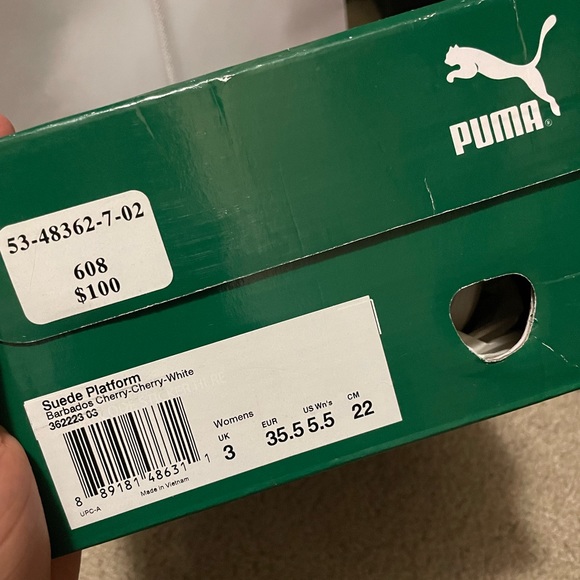 PUMA®
53-48362-7-02
608
$100
Suede Platform
Barbados Cherry-Cherry-White
362223 03
Womens
UK EUR US Wn's CM
3 35.5 5.5 22
8 89181 48631 1
Made in Vietnam
UPC-A